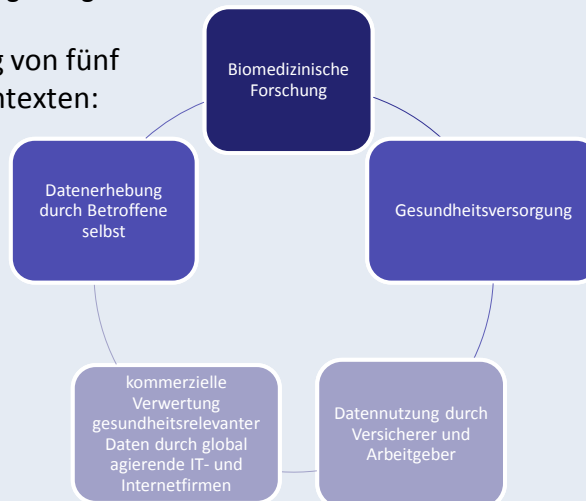 von fünf
Biomedizinische
Forschung
Datenerhebung
durch Betroffene
selbst
Gesundheitsversorgung
kommerzielle
Verwertung
gesundheitsrelevanter
Daten durch global
agierende IT- und
Internetfirmen
Datennutzung durch
Versicherer und
Arbeitgeber